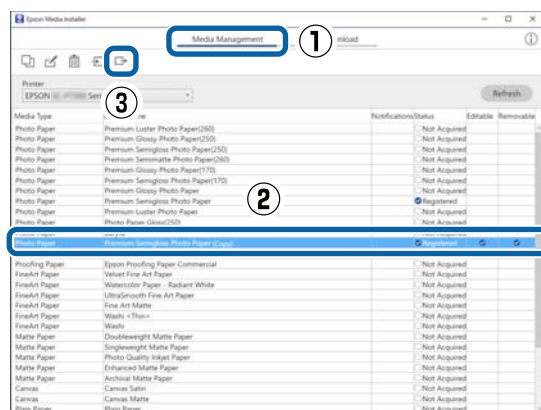 Epson Media Installer
Media Management
nload
①
③
Printer
EPSON Seri
Refresh
Media Type Notifications Status Editable Removable
Photo Paper Premium Luster Photo Paper(260) Not Acquired
Photo Paper Premium Glossy Photo Paper(250) Not Acquired
Photo Paper Premium Semigloss Photo Paper(250) Not Acquired
Photo Paper Premium Semimatte Photo Paper(260) Not Acquired
Photo Paper Premium Glossy Photo Paper(170) Not Acquired
Photo Paper Premium Semigloss Photo Paper(170) Not Acquired
Photo Paper Premium Glossy Photo Paper Not Acquired
Photo Paper Premium Semigloss Photo Paper Registered
②
Photo Paper Premium Luster Photo Paper Not Acquired
Photo Paper Photo Paper Gloss(250) Not Acquired
Photo Paper Premium Semigloss Photo Paper (Copy) Registered
Proofing Paper Epson Proofing Paper Commercial Not Acquired
FineArt Paper Velvet Fine Art Paper Not Acquired
FineArt Paper Watercolor Paper - Radiant White Not Acquired
FineArt Paper UltraSmooth Fine Art Paper Not Acquired
FineArt Paper Fine Art Matte Not Acquired
FineArt Paper Washi <Thin> Not Acquired
FineArt Paper Washi Not Acquired
Matte Paper Doubleweight Matte Paper Not Acquired
Matte Paper Singleweight Matte Paper Not Acquired
Matte Paper Photo Quality Inkjet Paper Not Acquired
Matte Paper Enhanced Matte Paper Not Acquired
Matte Paper Archival Matte Paper Not Acquired
Canvas Canvas Satin Not Acquired
Canvas Canvas Matte Not Acquired
Plain Paper Plain Paper Not Acquired